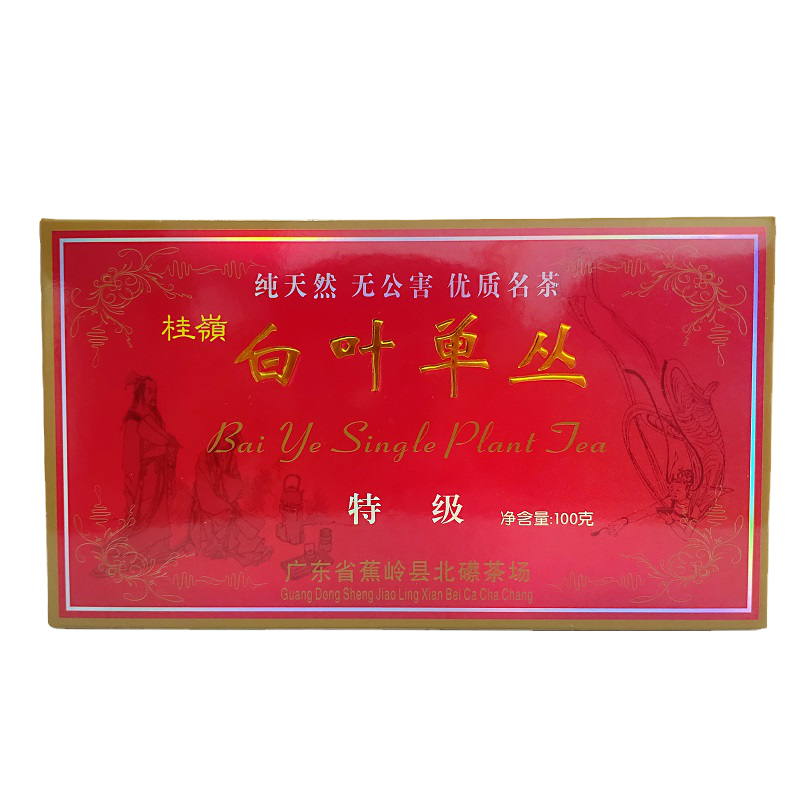 纯天然 无公害 优质名茶
桂嶺
白叶单丛
Bai Ye Single Plant Tea
特级 净含量:100克
广东省蕉岭县北礤茶场
Guang Dong Sheng Jiao Ling Xian Bei Ca Cha Chang